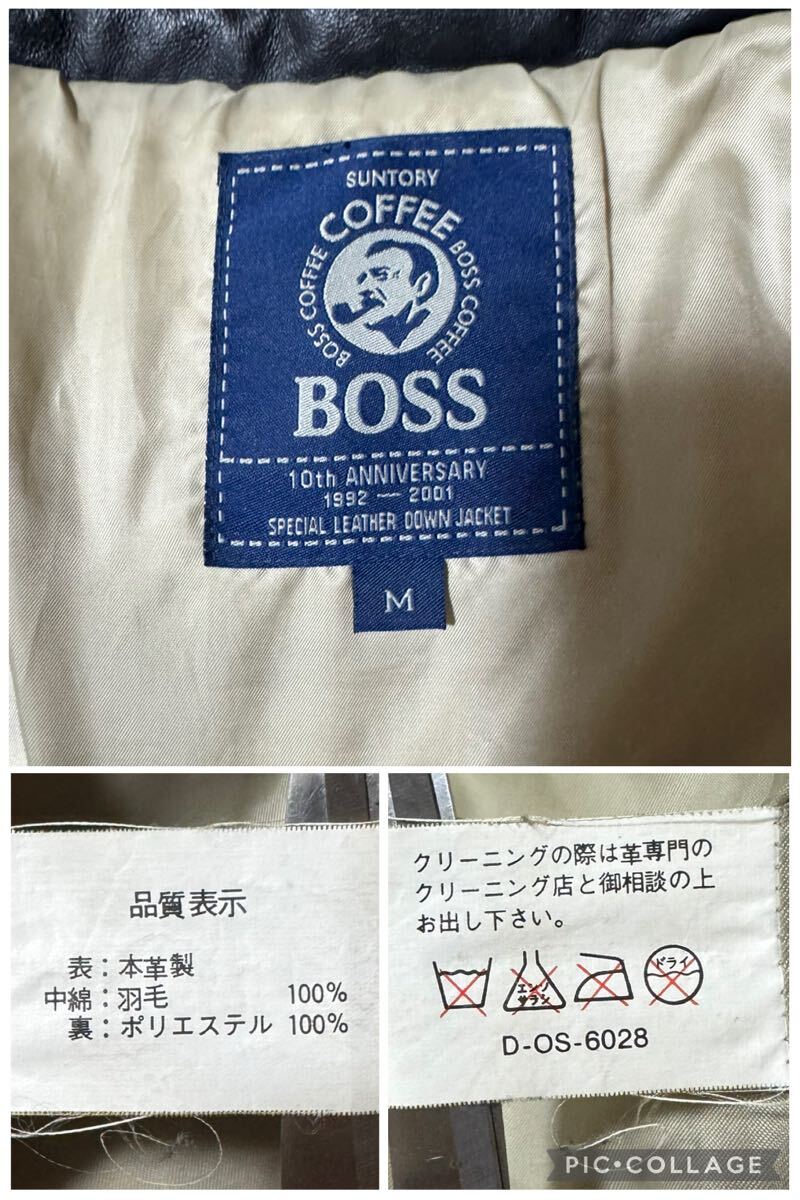 SUNTORY
COFFEE
BOSS COFFEE
BOSS COFFEE
BOSS
10th ANNIVERSARY
1992 — 2001
SPECIAL LEATHER DOWN JACKET
M
品質表示
表：本革製
中綿：羽毛 100%
裏：ポリエステル 100%
クリーニングの際は革専門の
クリーニング店と御相談の上
お出し下さい。
エンソ
サラシ
ドライ
D-OS-6028
PIC•COLLAGE